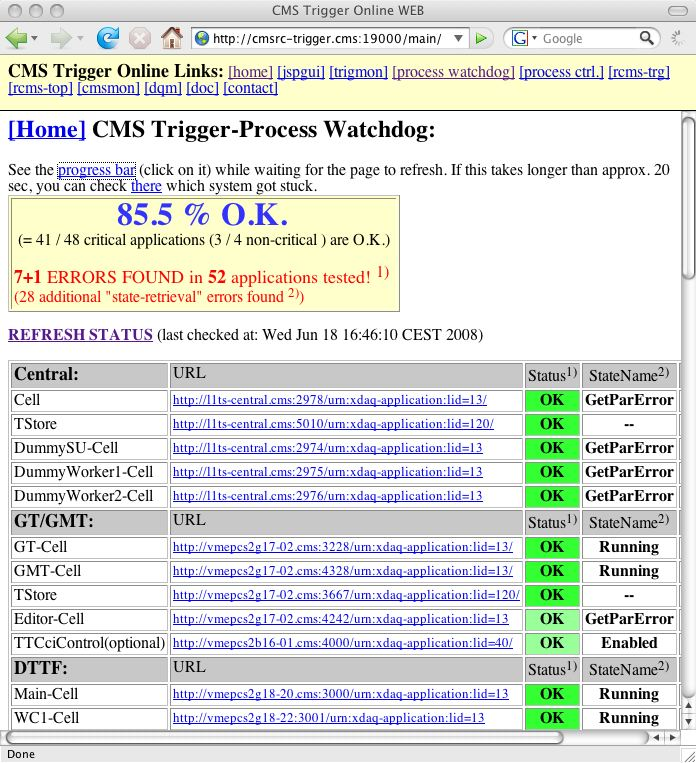 CMS Trigger Online WEB
http://cmsrc-trigger.cms:19000/main/
Google
CMS Trigger Online Links: [home] [jspgui] [trigmon] [process watchdog] [process ctrl.] [rcms-trg]
[rcms-top] [cmsmon] [dqm] [doc] [contact]
[Home] CMS Trigger-Process Watchdog:
See the progress bar (click on it) while waiting for the page to refresh. If this takes longer than approx. 20
sec, you can check there which system got stuck.
85.5 % O.K.
(= 41 / 48 critical applications (3 / 4 non-critical ) are O.K.)
7+1 ERRORS FOUND in 52 applications tested! 1)
(28 additional "state-retrieval" errors found 2))
REFRESH STATUS (last checked at: Wed Jun 18 16:46:10 CEST 2008)
Central: URL Status1) StateName2)
Cell http://l1ts-central.cms:2978/urn:xdaq-application:lid=13/ OK GetParError
TStore http://l1ts-central.cms:5010/urn:xdaq-application:lid=120/ OK --
DummySU-Cell http://l1ts-central.cms:2974/urn:xdaq-application:lid=13 OK GetParError
DummyWorker1-Cell http://l1ts-central.cms:2975/urn:xdaq-application:lid=13 OK GetParError
DummyWorker2-Cell http://l1ts-central.cms:2976/urn:xdaq-application:lid=13 OK GetParError
GT/GMT: URL Status1) StateName2)
GT-Cell http://vmepcs2g17-02.cms:3228/urn:xdaq-application:lid=13/ OK Running
GMT-Cell http://vmepcs2g17-02.cms:4328/urn:xdaq-application:lid=13/ OK Running
TStore http://vmepcs2g17-02.cms:3667/urn:xdaq-application:lid=120/ OK --
Editor-Cell http://vmepcs2g17-02.cms:4242/urn:xdaq-application:lid=13 OK GetParError
TTCciControl(optional) http://vmepcs2b16-01.cms:4000/urn:xdaq-application:lid=40/ OK Enabled
DTTF: URL Status1) StateName2)
Main-Cell http://vmepcs2g18-20.cms:3000/urn:xdaq-application:lid=13 OK Running
WC1-Cell http://vmepcs2g18-22:3001/urn:xdaq-application:lid=13 OK Running
Done